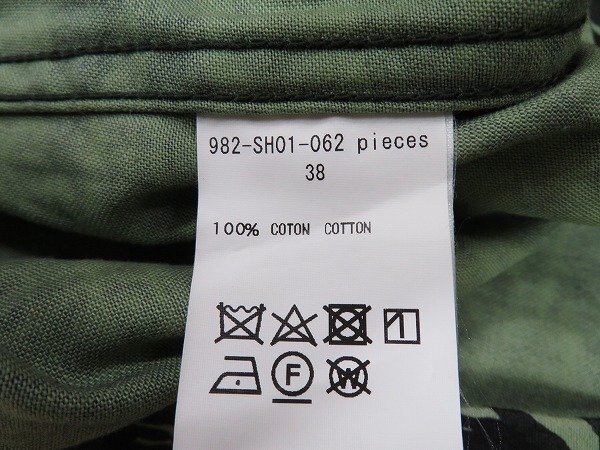 982-SH01-062 pieces
38
100% COTON COTTON
F W